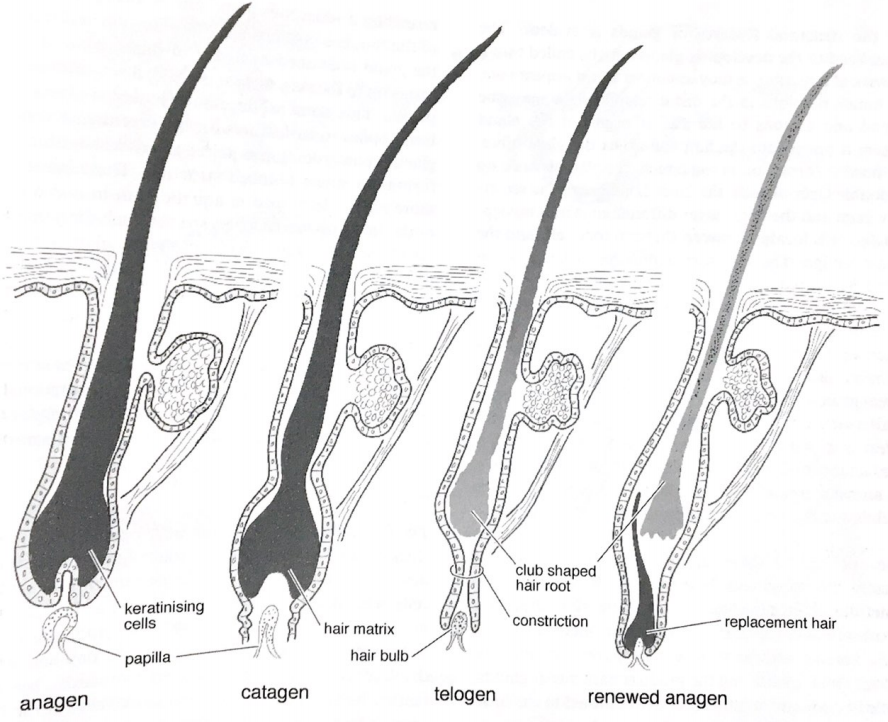 club shaped
hair root
keratinising
cells
constriction
hair matrix
replacement hair
papilla
hair bulb
anagen
catagen
telogen
renewed anagen